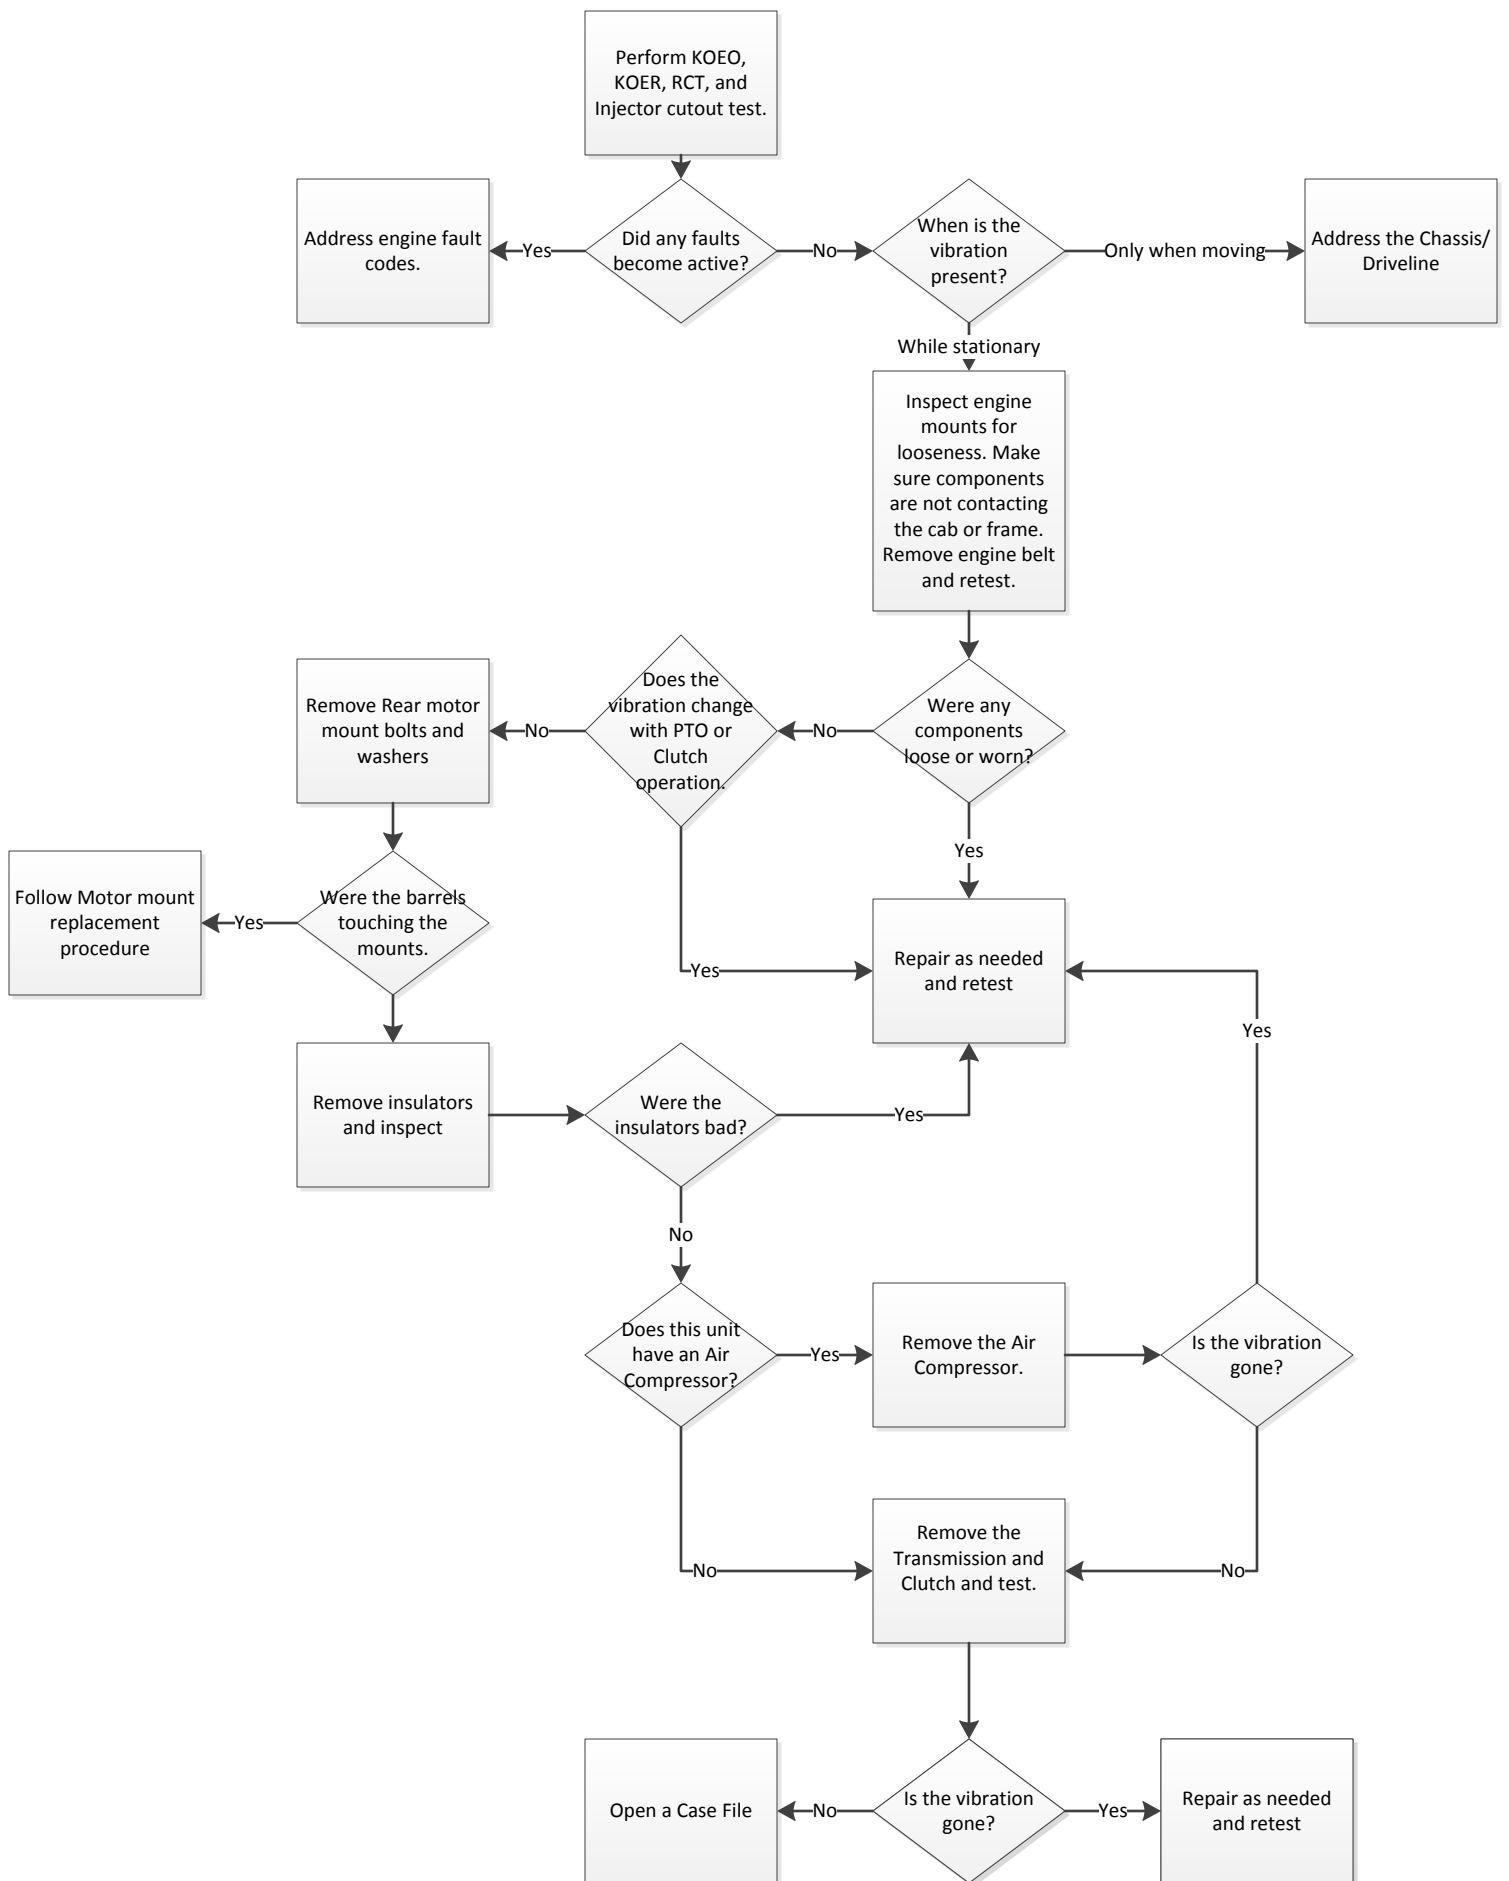 Perform KOEO,
KOER, RCT, and
Injector cutout test.
Address engine fault
codes.
Yes
Did any faults
become active?
No
When is the
vibration
present?
Only when moving
Address the Chassis/
Driveline
While stationary
Inspect engine
mounts for
looseness. Make
sure components
are not contacting
the cab or frame.
Remove engine belt
and retest.
Remove Rear motor
mount bolts and
washers
No
Does the
vibration change
with PTO or
Clutch
operation.
No
Were any
components
loose or worn?
Yes
Follow Motor mount
replacement
procedure
Yes
Were the barrels
touching the
mounts.
Yes
Repair as needed
and retest
Yes
Remove insulators
and inspect
Were the
insulators bad?
Yes
No
Does this unit
have an Air
Compressor?
Yes
Remove the Air
Compressor.
Is the vibration
gone?
No
Remove the
Transmission and
Clutch and test.
No
Open a Case File
No
Is the vibration
gone?
Yes
Repair as needed
and retest